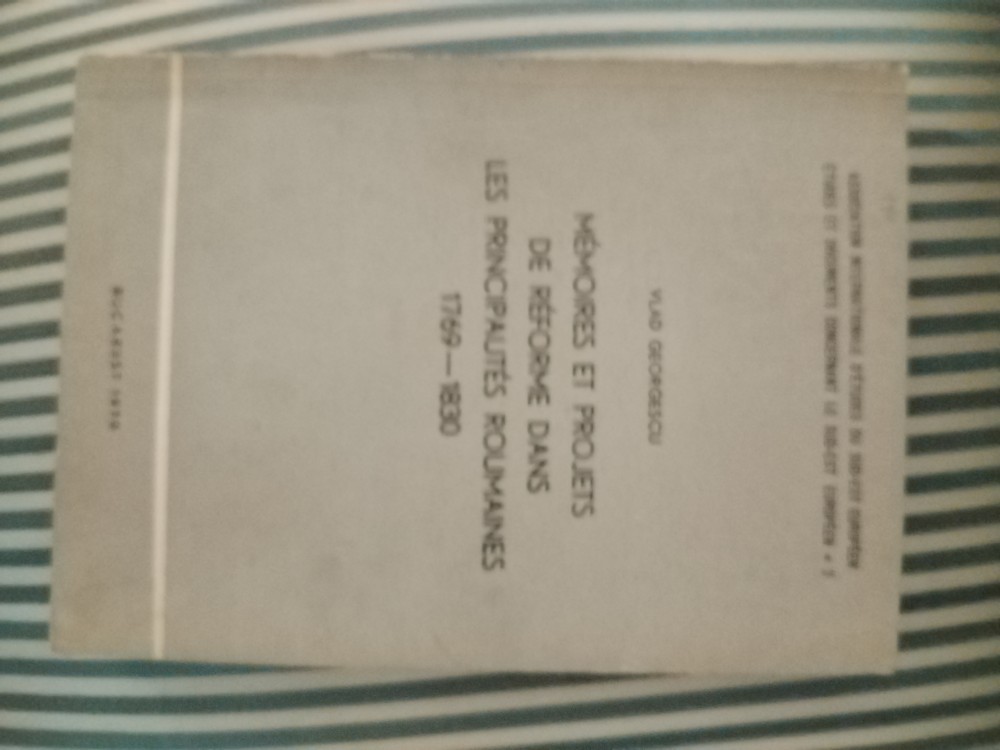 ASSOCIATION INTERNATIONALE D'ÉTUDES DU SUD-EST EUROPÉEN
ÉTUDES ET DOCUMENTS CONCERNANT LE SUD-EST EUROPÉEN
VLAD GEORGESCU
MÉMOIRES ET PROJETS
DE RÉFORME DANS
LES PRINCIPAUTÉS ROUMAINES
1769—1830
BUCAREST